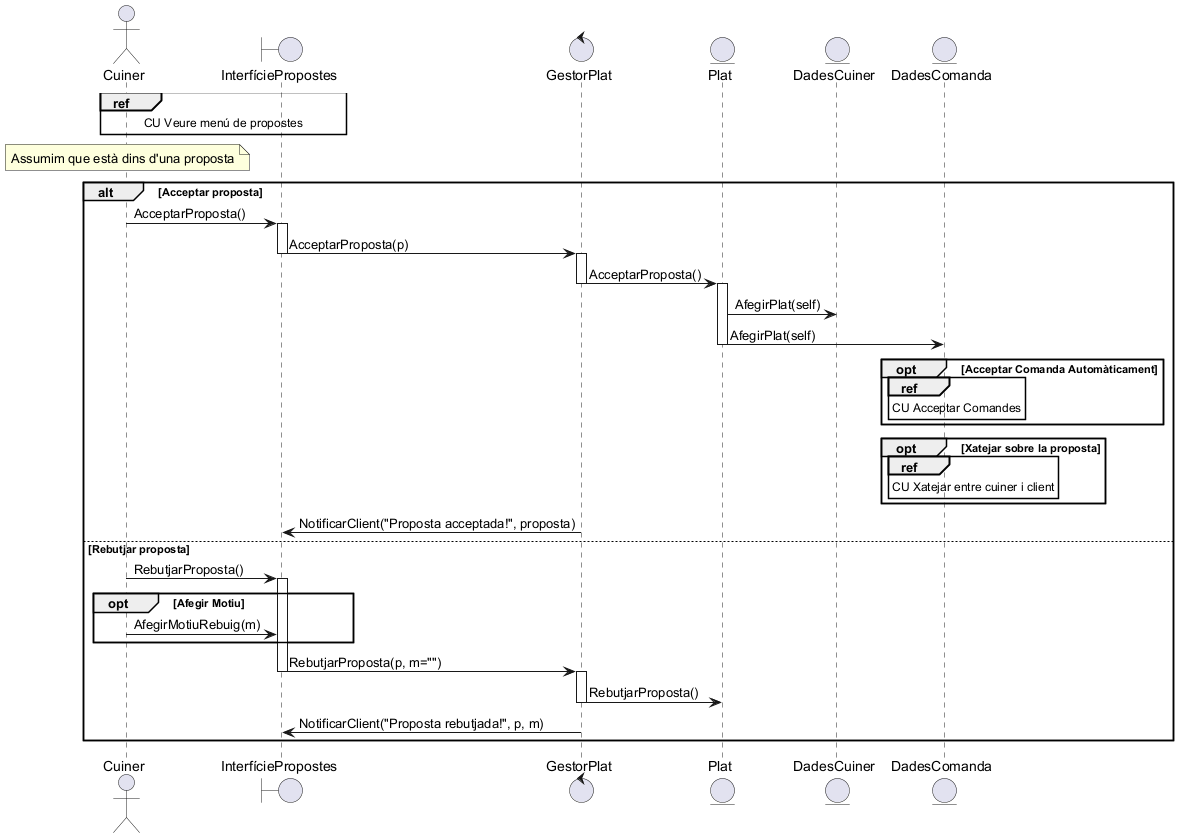 Cuiner
InterfíciePropostes
GestorPlat
Plat
DadesCuiner
DadesComanda
ref
CU Veure menú de propostes
Assumim que està dins d'una proposta
alt
[Acceptar proposta]
AcceptarProposta()
AcceptarProposta(p)
AcceptarProposta()
AfegirPlat(self)
AfegirPlat(self)
opt
[Acceptar Comanda Automàticament]
ref
CU Acceptar Comandes
opt
[Xatejar sobre la proposta]
ref
CU Xatejar entre cuiner i client
NotificarClient("Proposta acceptada!", proposta)
[Rebutjar proposta]
RebutjarProposta()
opt
[Afegir Motiu]
AfegirMotiuRebuig(m)
RebutjarProposta(p, m="")
RebutjarProposta()
NotificarClient("Proposta rebutjada!", p, m)
Cuiner
InterfíciePropostes
GestorPlat
Plat
DadesCuiner
DadesComanda